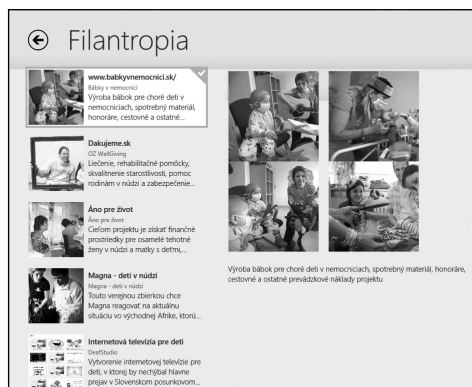 Filantropia
www.babkyvnemocnici.sk/
Bábky v nemocnici
Výroba bábok pre choré deti v
nemocniciach, spotrebný materiál,
honoráre, cestovné a ostatné...
Dakujeme.sk
OZ WellGiving
Liečenie, rehabilitačné pomôcky,
skvalitnenie starostlivosti, pomoc
rodinám v núdzi a zabezpečenie...
Áno pre život
Áno pre život
Cieľom projektu je získať finančné
prostriedky pre osamelé tehotné
ženy v núdzi a matky s deťmi,...
Magna - deti v núdzi
Magna - deti v núdzi
Touto verejnou zbierkou chce
Magna reagovať na aktuálnu
situáciu vo východnej Afrike, ktorú...
Internetová televízia pre deti
DeafStudio
Vytvorenie internetovej televízie pre
deti, v ktorej by nechýbal hlavne
prejav v Slovenskom posunkovom...
Výroba bábok pre choré deti v nemocniciach, spotrebný materiál, honoráre,
cestovné a ostatné prevádzkové náklady projektu